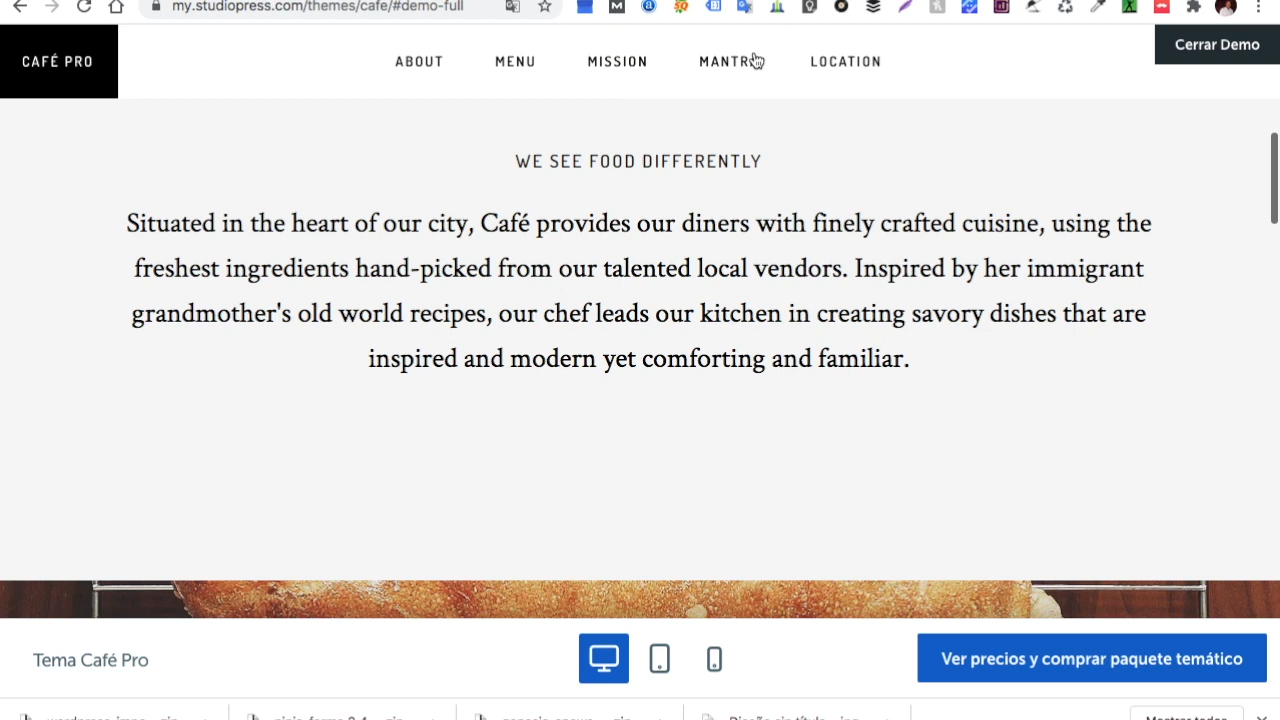 my.studiopress.com/themes/cafe/#demo-full
CAFÉ PRO
ABOUT
MENU
MISSION
LOCATION
Cerrar Demo
WE SEE FOOD DIFFERENTLY
Situated in the heart of our city, Café provides our diners with finely crafted cuisine, using the
freshest ingredients hand-picked from our talented local vendors. Inspired by her immigrant
grandmother's old world recipes, our chef leads our kitchen in creating savory dishes that are
inspired and modern yet comforting and familiar.
Tema Café Pro
Ver precios y comprar paquete temático